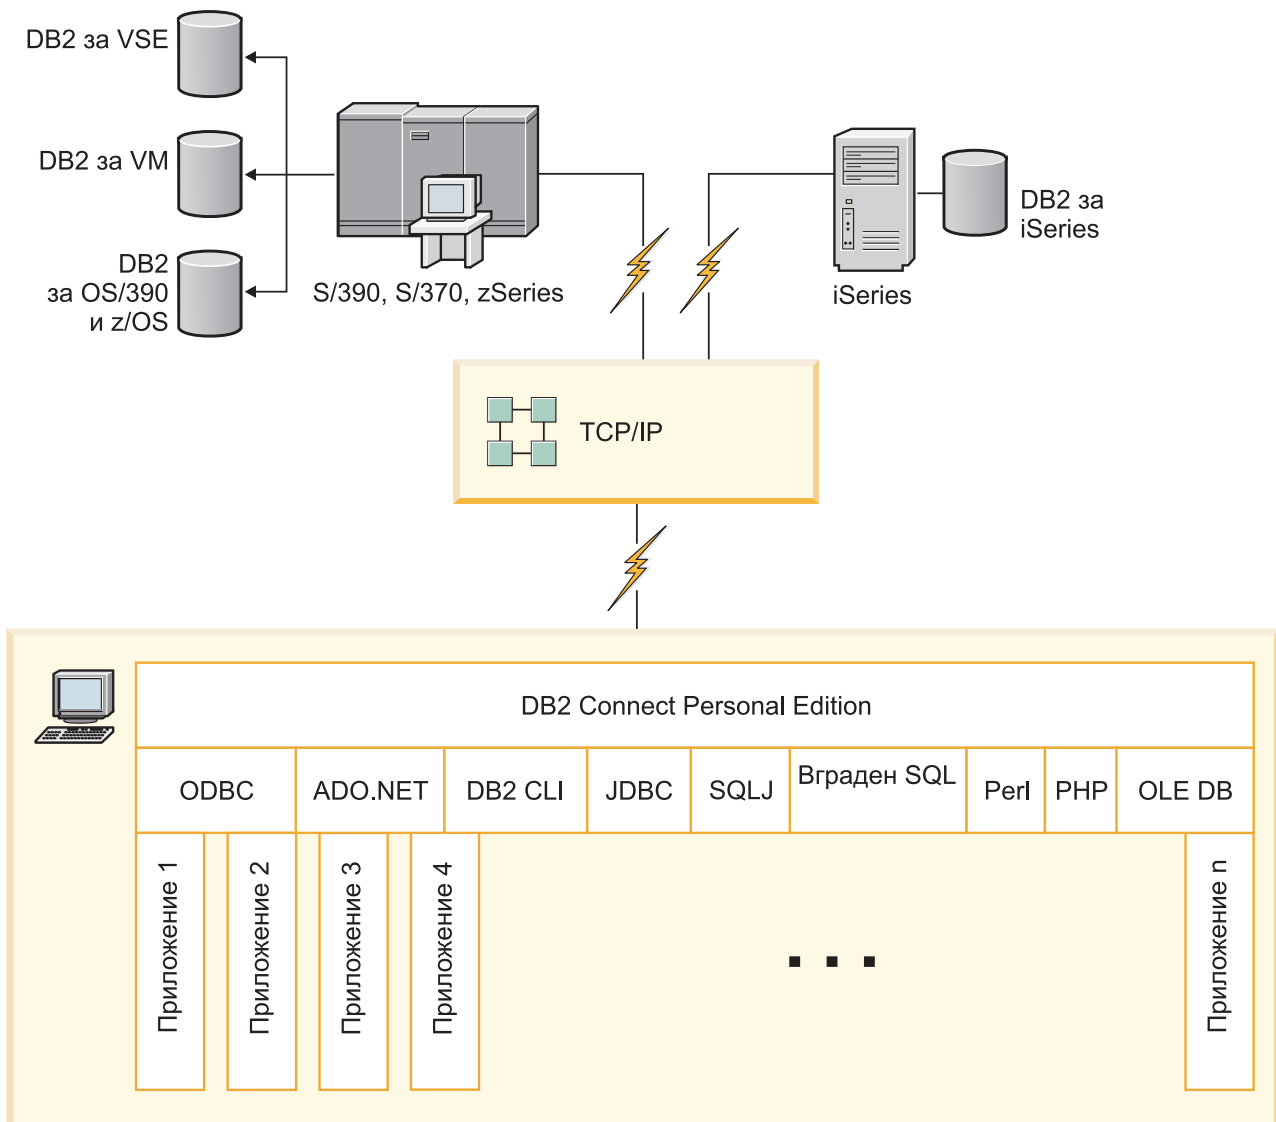 DB2 за VSE
DB2 за VM
DB2
за OS/390
и z/OS
S/390, S/370, zSeries
iSeries
DB2 за
iSeries
TCP/IP
DB2 Connect Personal Edition
ODBC
ADO.NET
DB2 CLI
JDBC
SQLJ
Вграден SQL
Perl
PHP
OLE DB
Приложение 1
Приложение 2
Приложение 3
Приложение 4
Приложение n